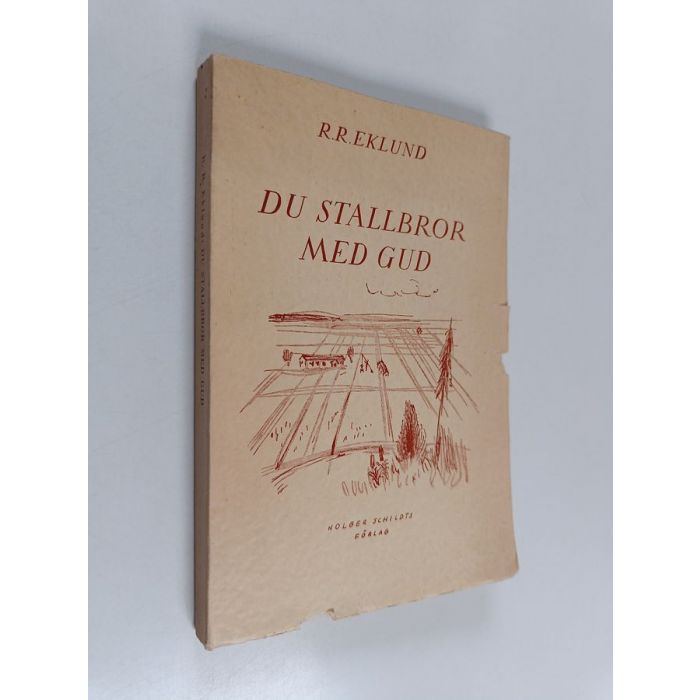 R.R.EKLUND
DU STALLBROR
MED GUD
HOLGER SCHILDTS
FÖRLAG
R. R. EKLUND: DU STALLBROR MED GUD